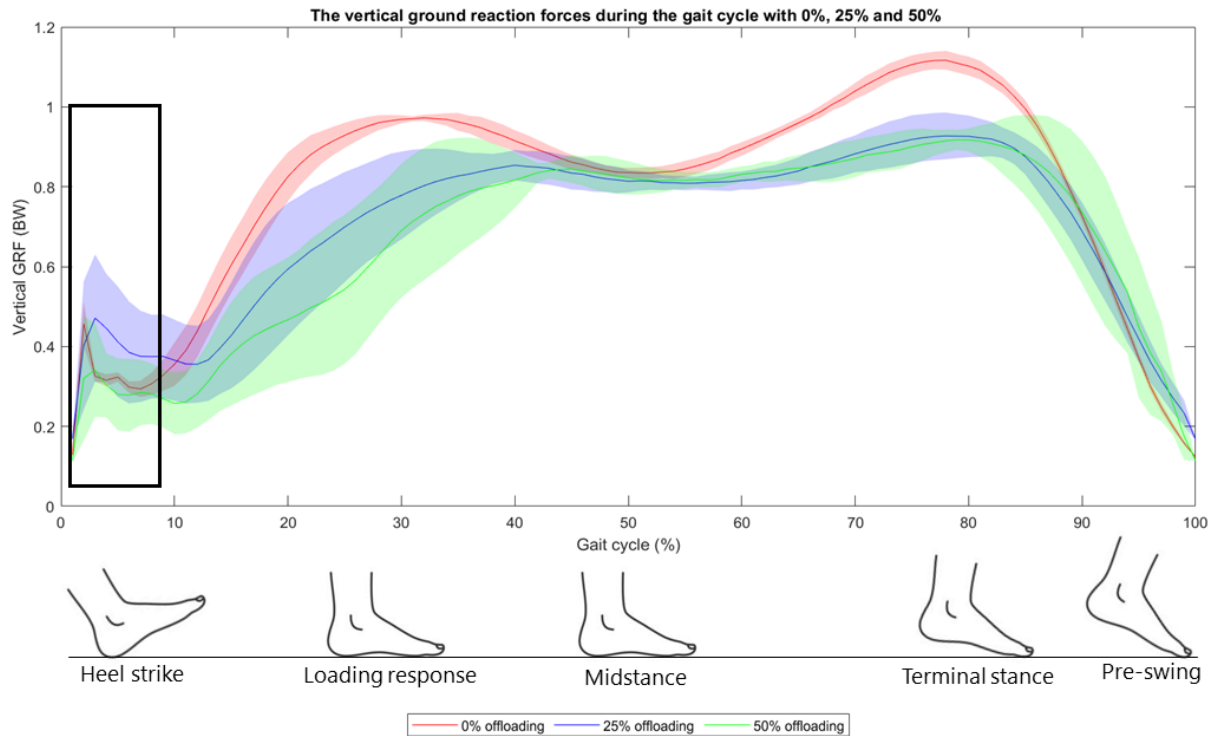 The vertical ground reaction forces during the gait cycle with 0%, 25% and 50%
1.2
1
0.8
0.6
0.4
0.2
0
Vertical GRF (BW)
0 10 20 30 40 50 60 70 80 90 100
Gait cycle (%)
Heel strike Loading response Midstance Terminal stance Pre-swing
0% offloading 25% offloading 50% offloading